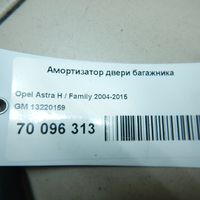 Амортизатор двери багажника
Opel Astra H / Family 2004-2015
GM 13220159
70 096 313